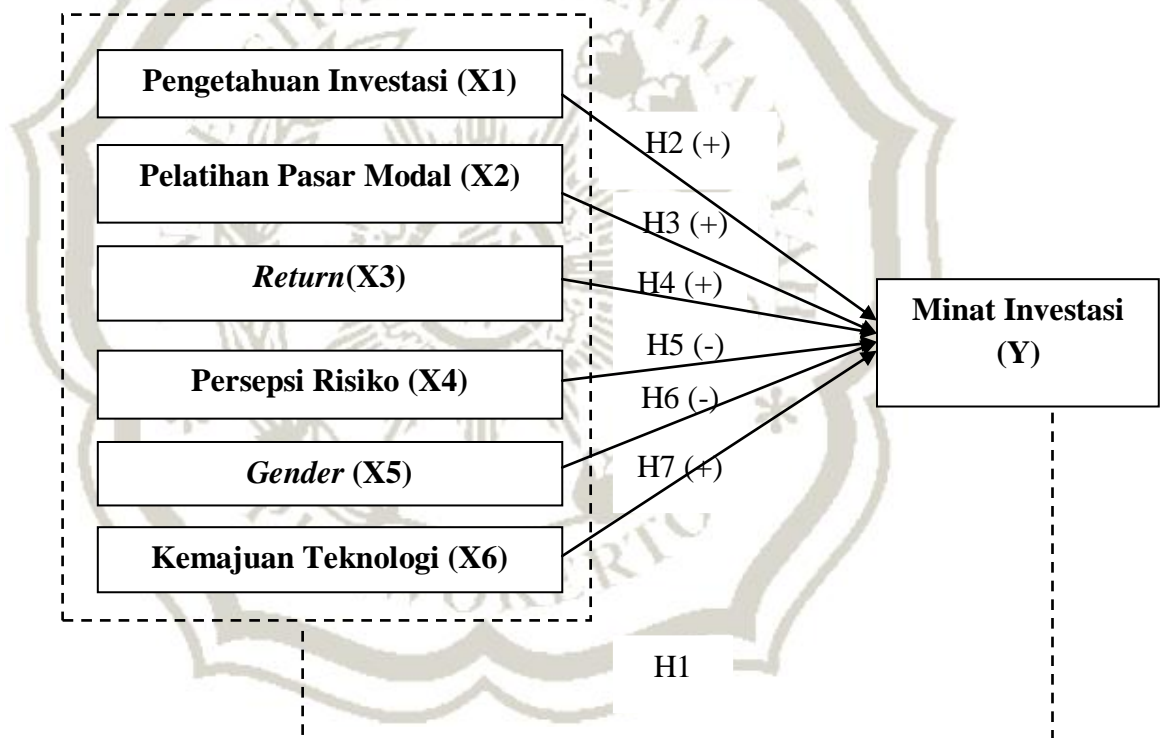 Pengetahuan Investasi (X1)
H2 (+)
Pelatihan Pasar Modal (X2)
H3 (+)
Return(X3)
H4 (+)
Minat Investasi
(Y)
H5 (-)
Persepsi Risiko (X4)
H6 (-)
Gender (X5)
H7 (+)
Kemajuan Teknologi (X6)
H1